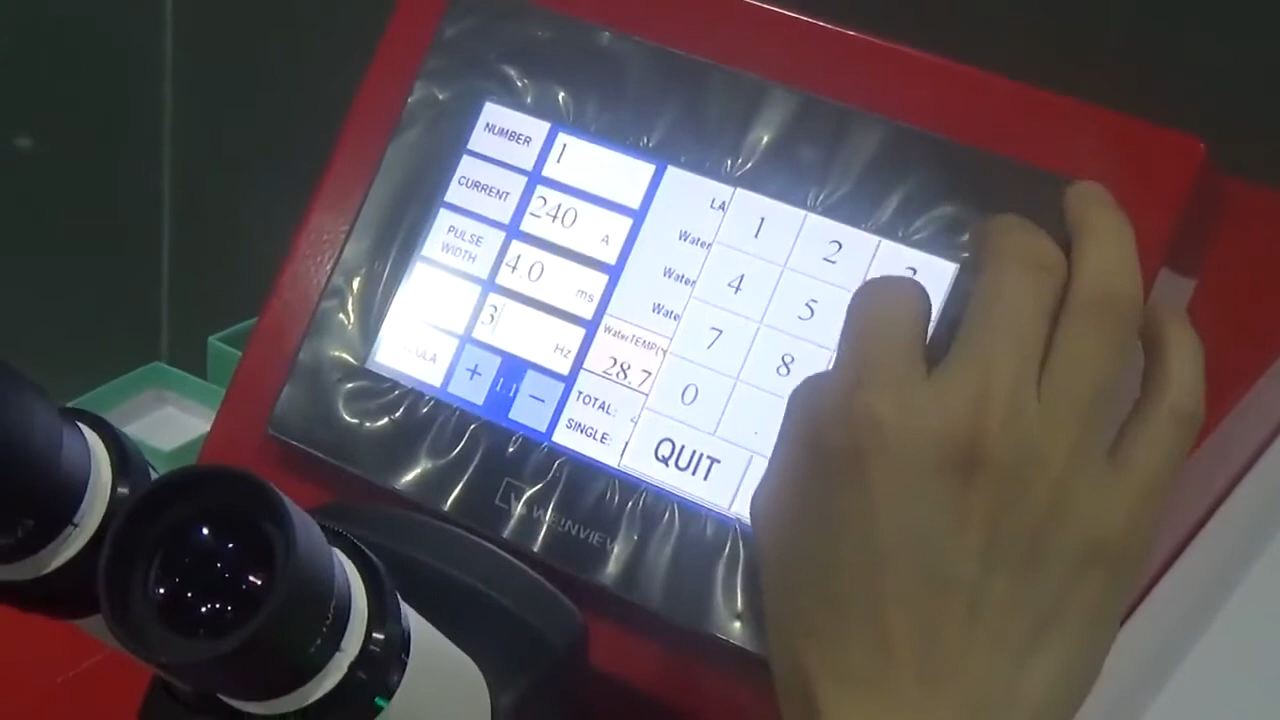 NUMBER
1
CURRENT
240 A
PULSE WIDTH
4.0 ms
3 Hz
+
−
LA
Water
Water
Wate
WaterTEMP(
28.7
TOTAL:
SINGLE:
1
2
4
5
7
8
0
.
QUIT
WEINVIEW